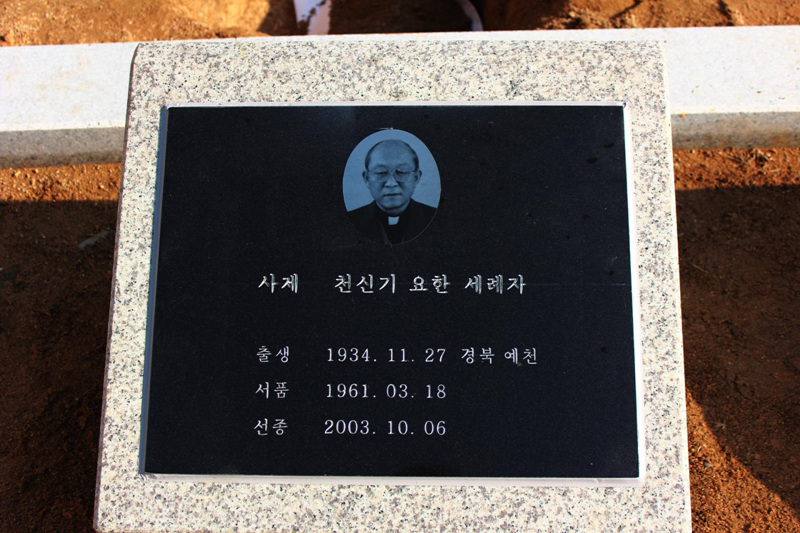 사제 천신기 요한 세례자
출생 1934. 11. 27 경북 예천
서품 1961. 03. 18
선종 2003. 10. 06